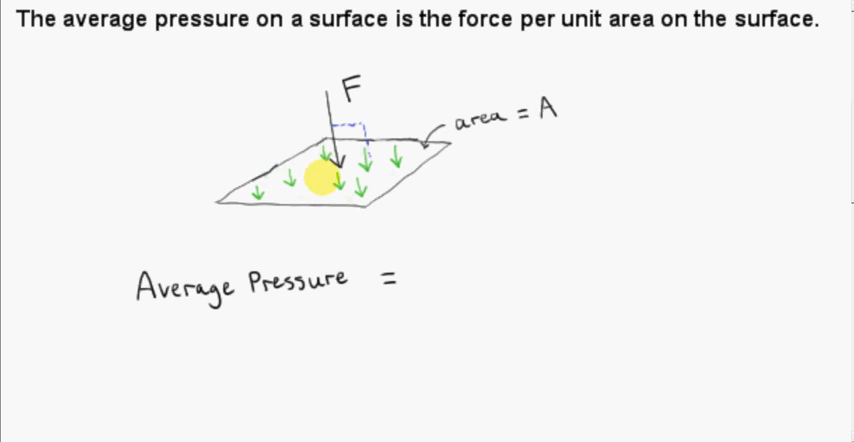 The average pressure on a surface is the force per unit area on the surface.
F
area = A
Average Pressure =